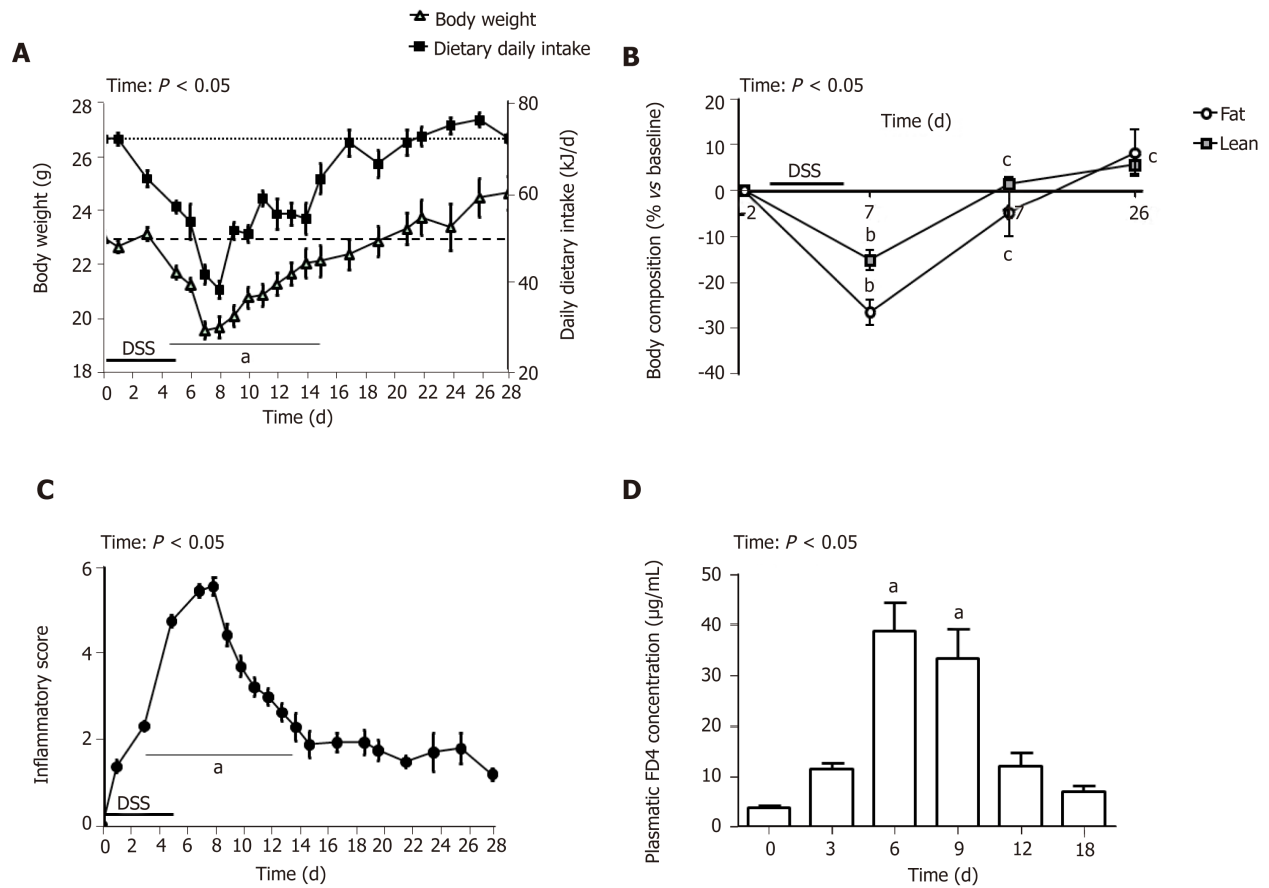 Body weight
Dietary daily intake
A
Time: P < 0.05
28
26
24
22
20
18
Body weight (g)
80
60
40
20
Daily dietary intake (kJ/d)
DSS
a
0 2 4 6 8 10 12 14 16 18 20 22 24 26 28
Time (d)
B
Time: P < 0.05
20
10
0
-10
-20
-30
-40
Body composition (% vs baseline)
Time (d)
Fat
Lean
DSS
c
c
-2 7 17 26
b
b
c
C
Time: P < 0.05
6
4
2
0
Inflammatory score
a
DSS
0 2 4 6 8 10 12 14 16 18 20 22 24 26 28
Time (d)
D
Time: P < 0.05
50
40
30
20
10
0
Plasmatic FD4 concentration (µg/mL)
a
a
0 3 6 9 12 18
Time (d)